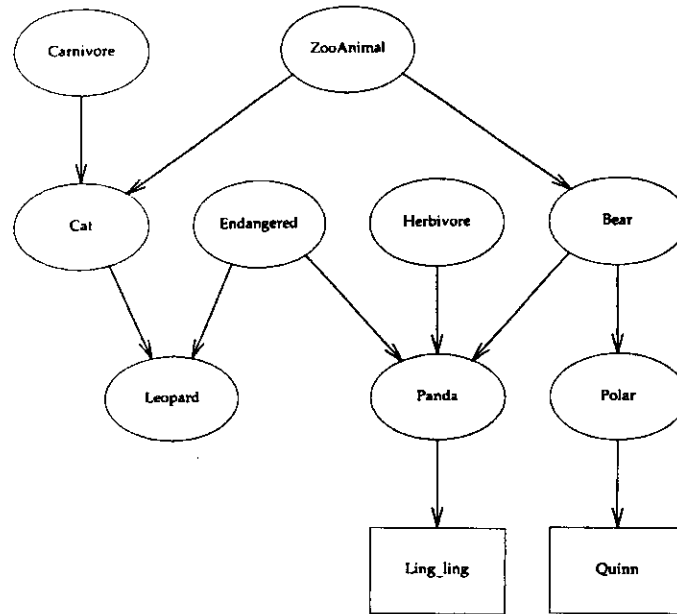 Carnivore
ZooAnimal
Cat
Endangered
Herbivore
Bear
Leopard
Panda
Polar
Ling_ling
Quinn